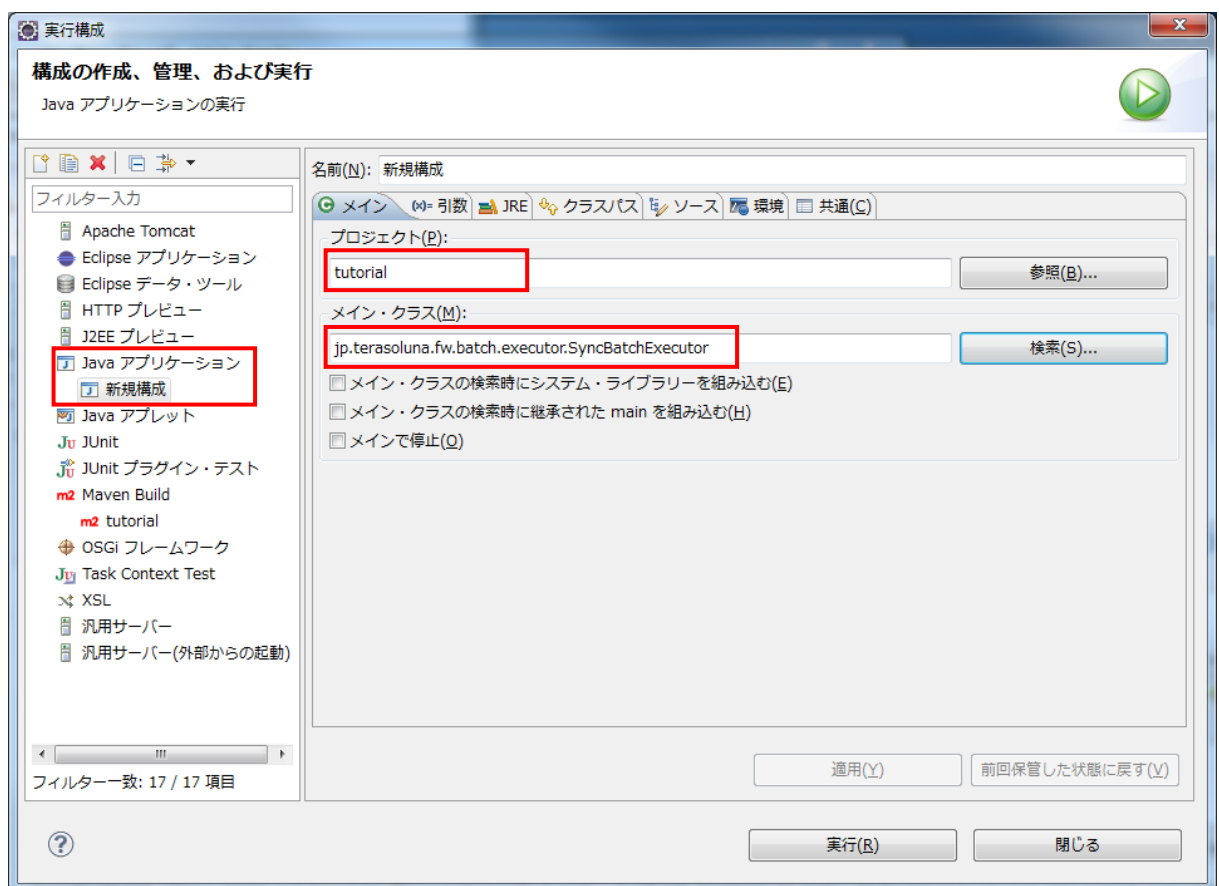 実行構成
構成の作成、管理、および実行
Java アプリケーションの実行
フィルター入力
Apache Tomcat
Eclipse アプリケーション
Eclipse データ・ツール
HTTP プレビュー
J2EE プレビュー
Java アプリケーション
新規構成
Java アプレット
JUnit
JUnit プラグイン・テスト
m2 Maven Build
m2 tutorial
OSGi フレームワーク
Task Context Test
XSL
汎用サーバー
汎用サーバー(外部からの起動)
フィルター一致: 17 / 17 項目
名前(N): 新規構成
メイン (x)= 引数 JRE クラスパス ソース 環境 共通(C)
プロジェクト(P):
tutorial 参照(B)...
メイン・クラス(M):
jp.terasoluna.fw.batch.executor.SyncBatchExecutor 検索(S)...
メイン・クラスの検索時にシステム・ライブラリーを組み込む(E)
メイン・クラスの検索時に継承された main を組み込む(H)
メインで停止(O)
適用(Y) 前回保管した状態に戻す(V)
実行(R) 閉じる